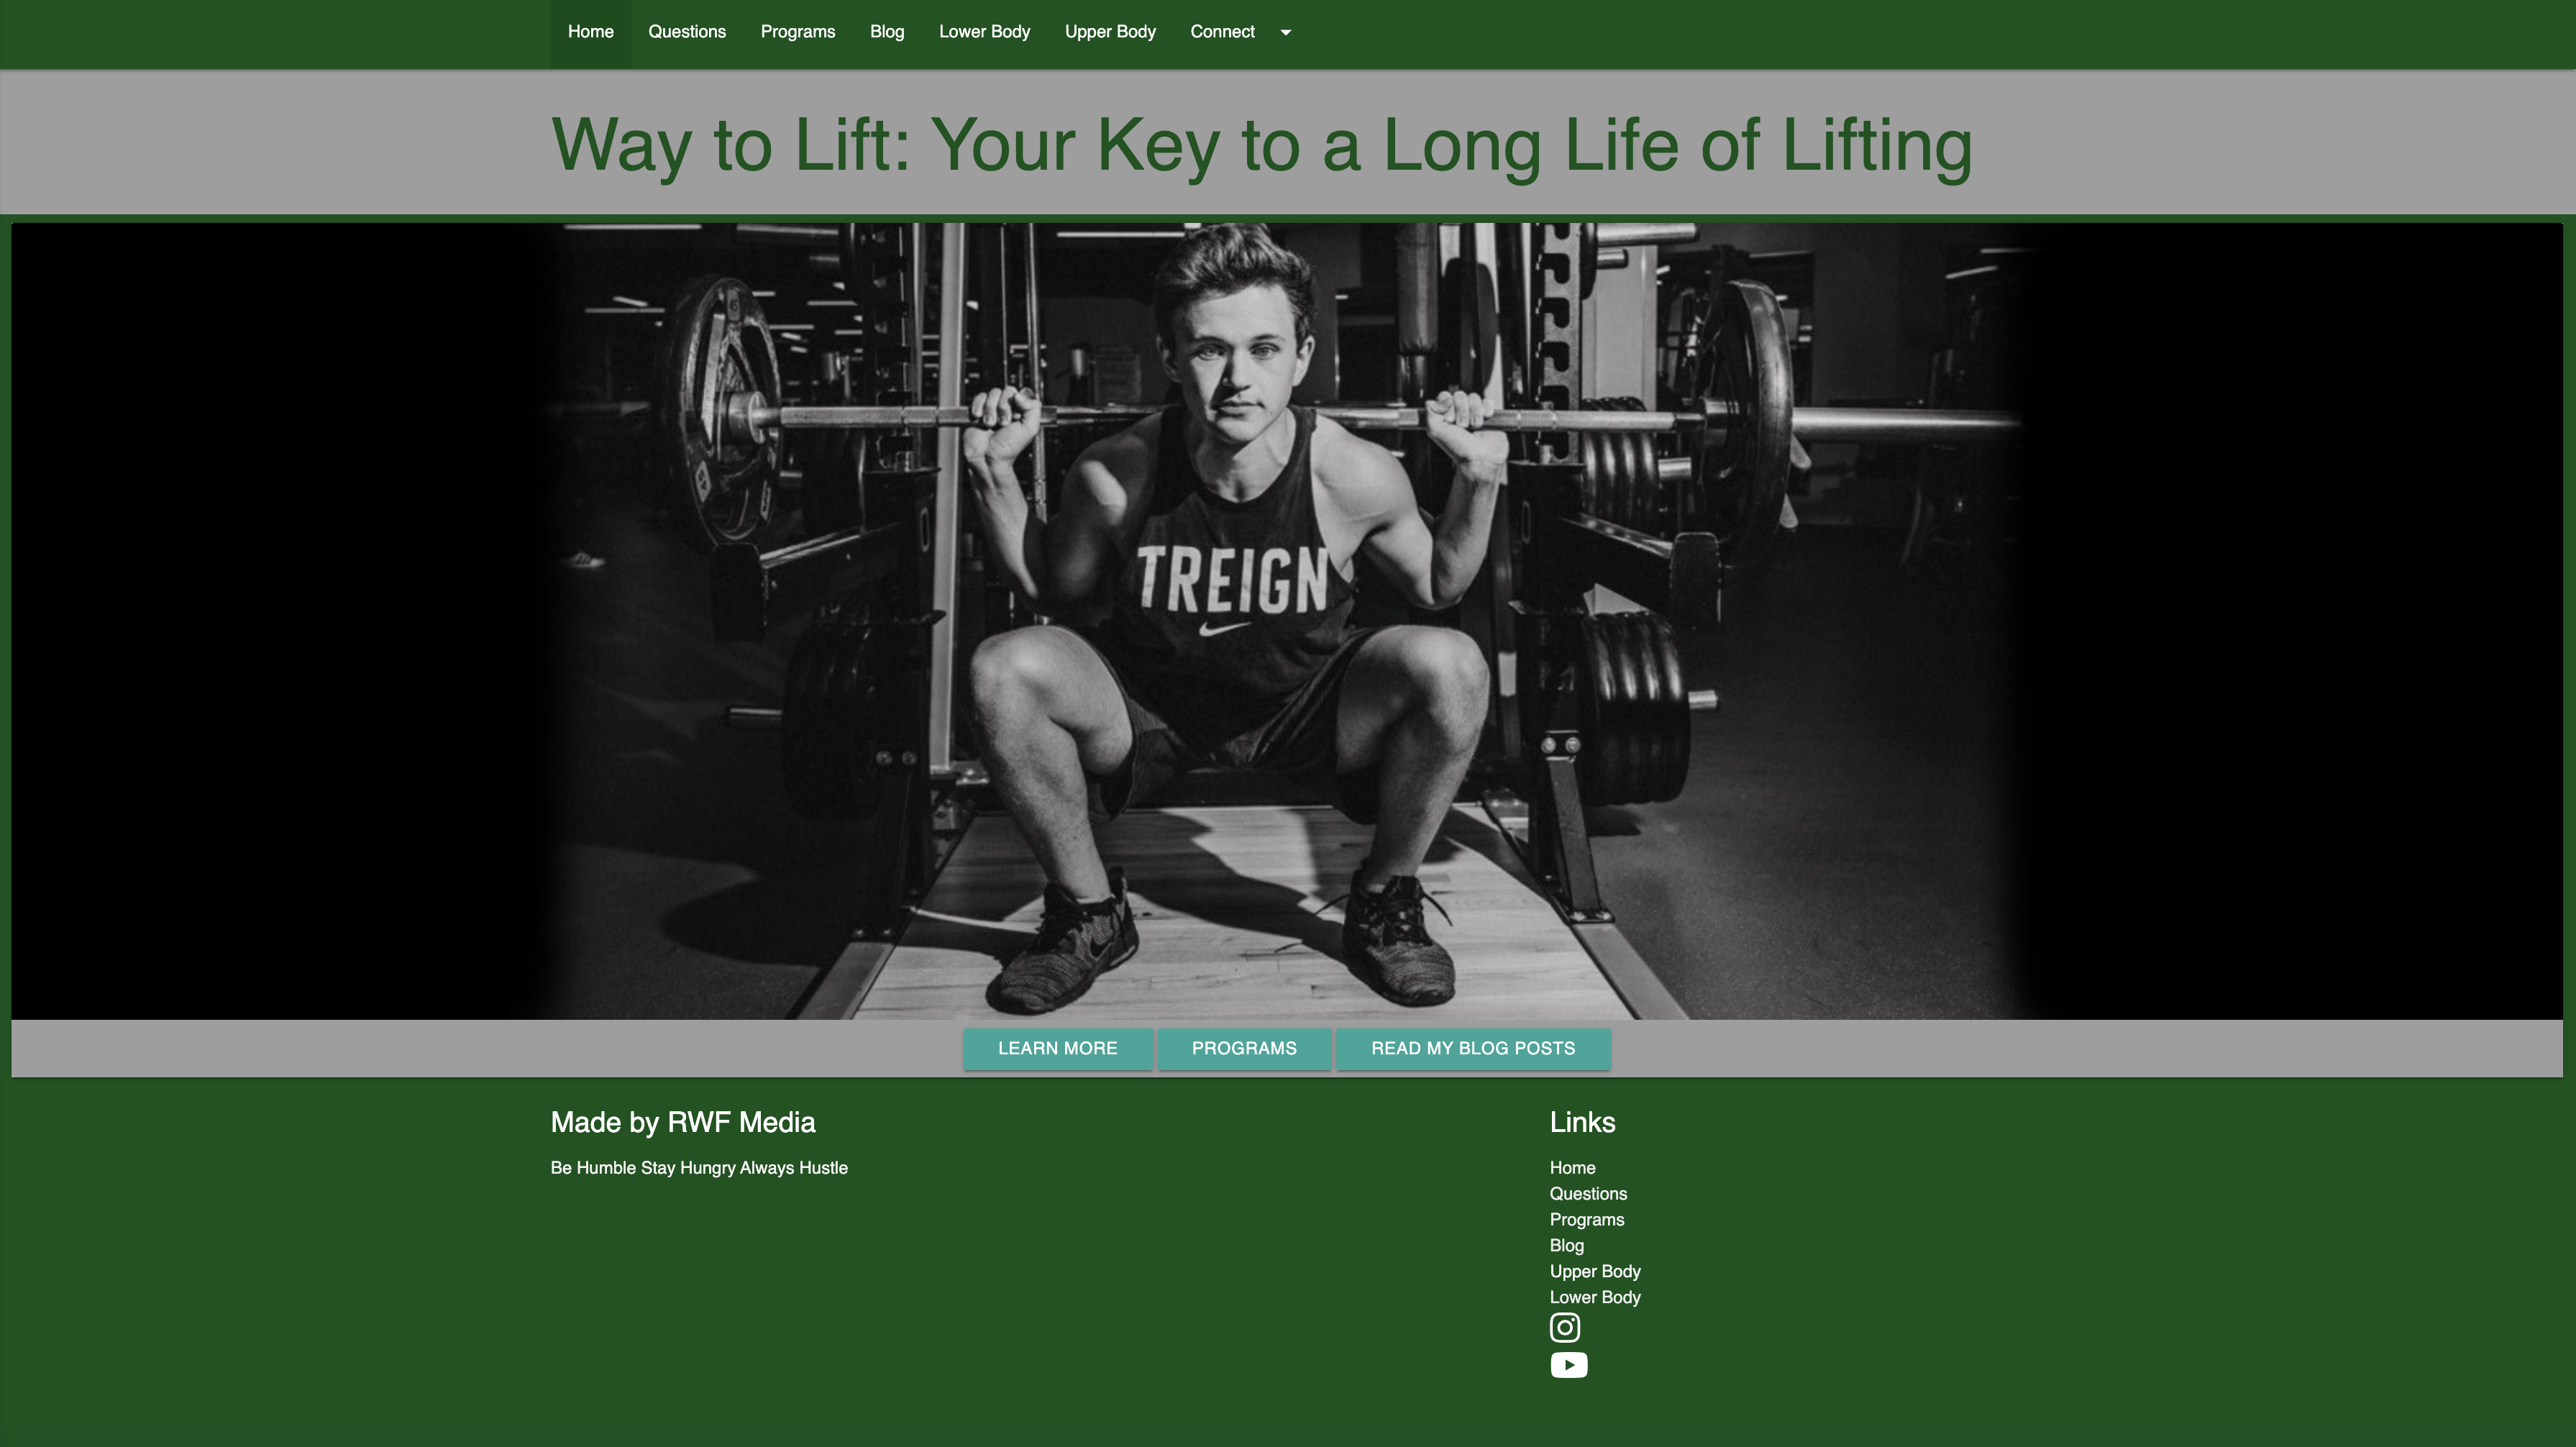 Home Questions Programs Blog Lower Body Upper Body Connect
Way to Lift: Your Key to a Long Life of Lifting
TREIGN
LEARN MORE PROGRAMS READ MY BLOG POSTS
Made by RWF Media
Be Humble Stay Hungry Always Hustle
Links
Home
Questions
Programs
Blog
Upper Body
Lower Body